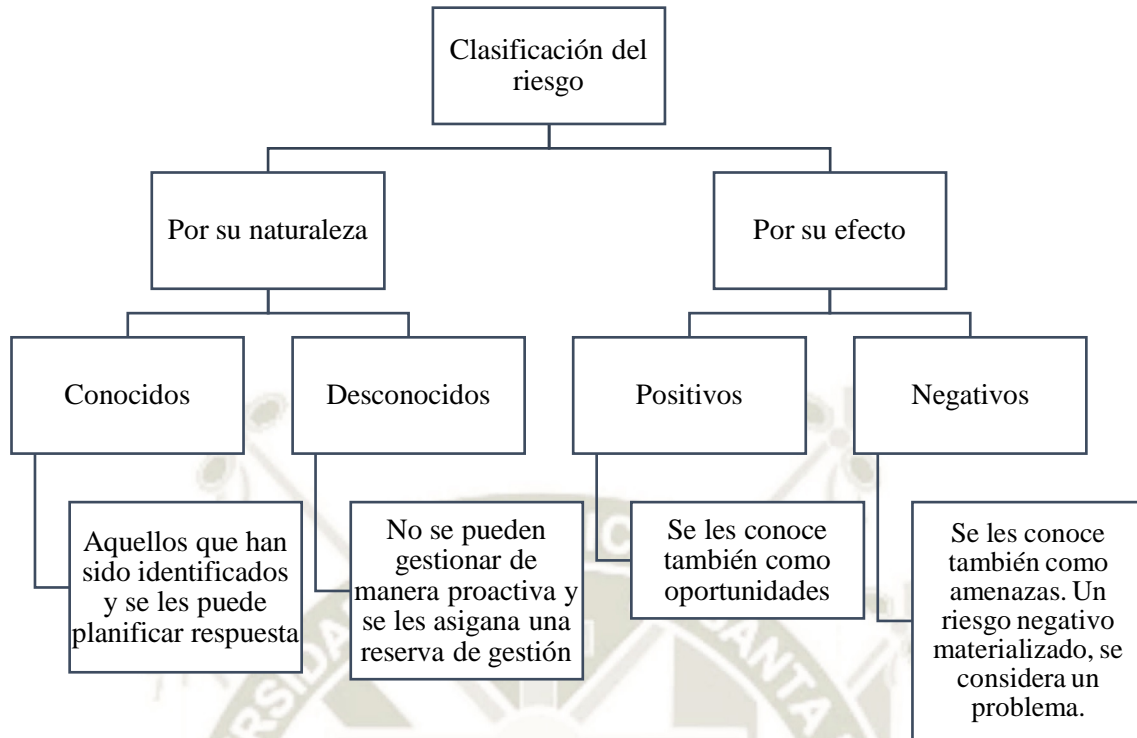 Clasificación del
riesgo
Por su naturaleza
Por su efecto
Conocidos
Desconocidos
Positivos
Negativos
Aquellos que han
sido identificados
y se les puede
planificar respuesta
No se pueden
gestionar de
manera proactiva y
se les asigana una
reserva de gestión
Se les conoce
también como
oportunidades
Se les conoce
también como
amenazas. Un
riesgo negativo
materializado, se
considera un
problema.